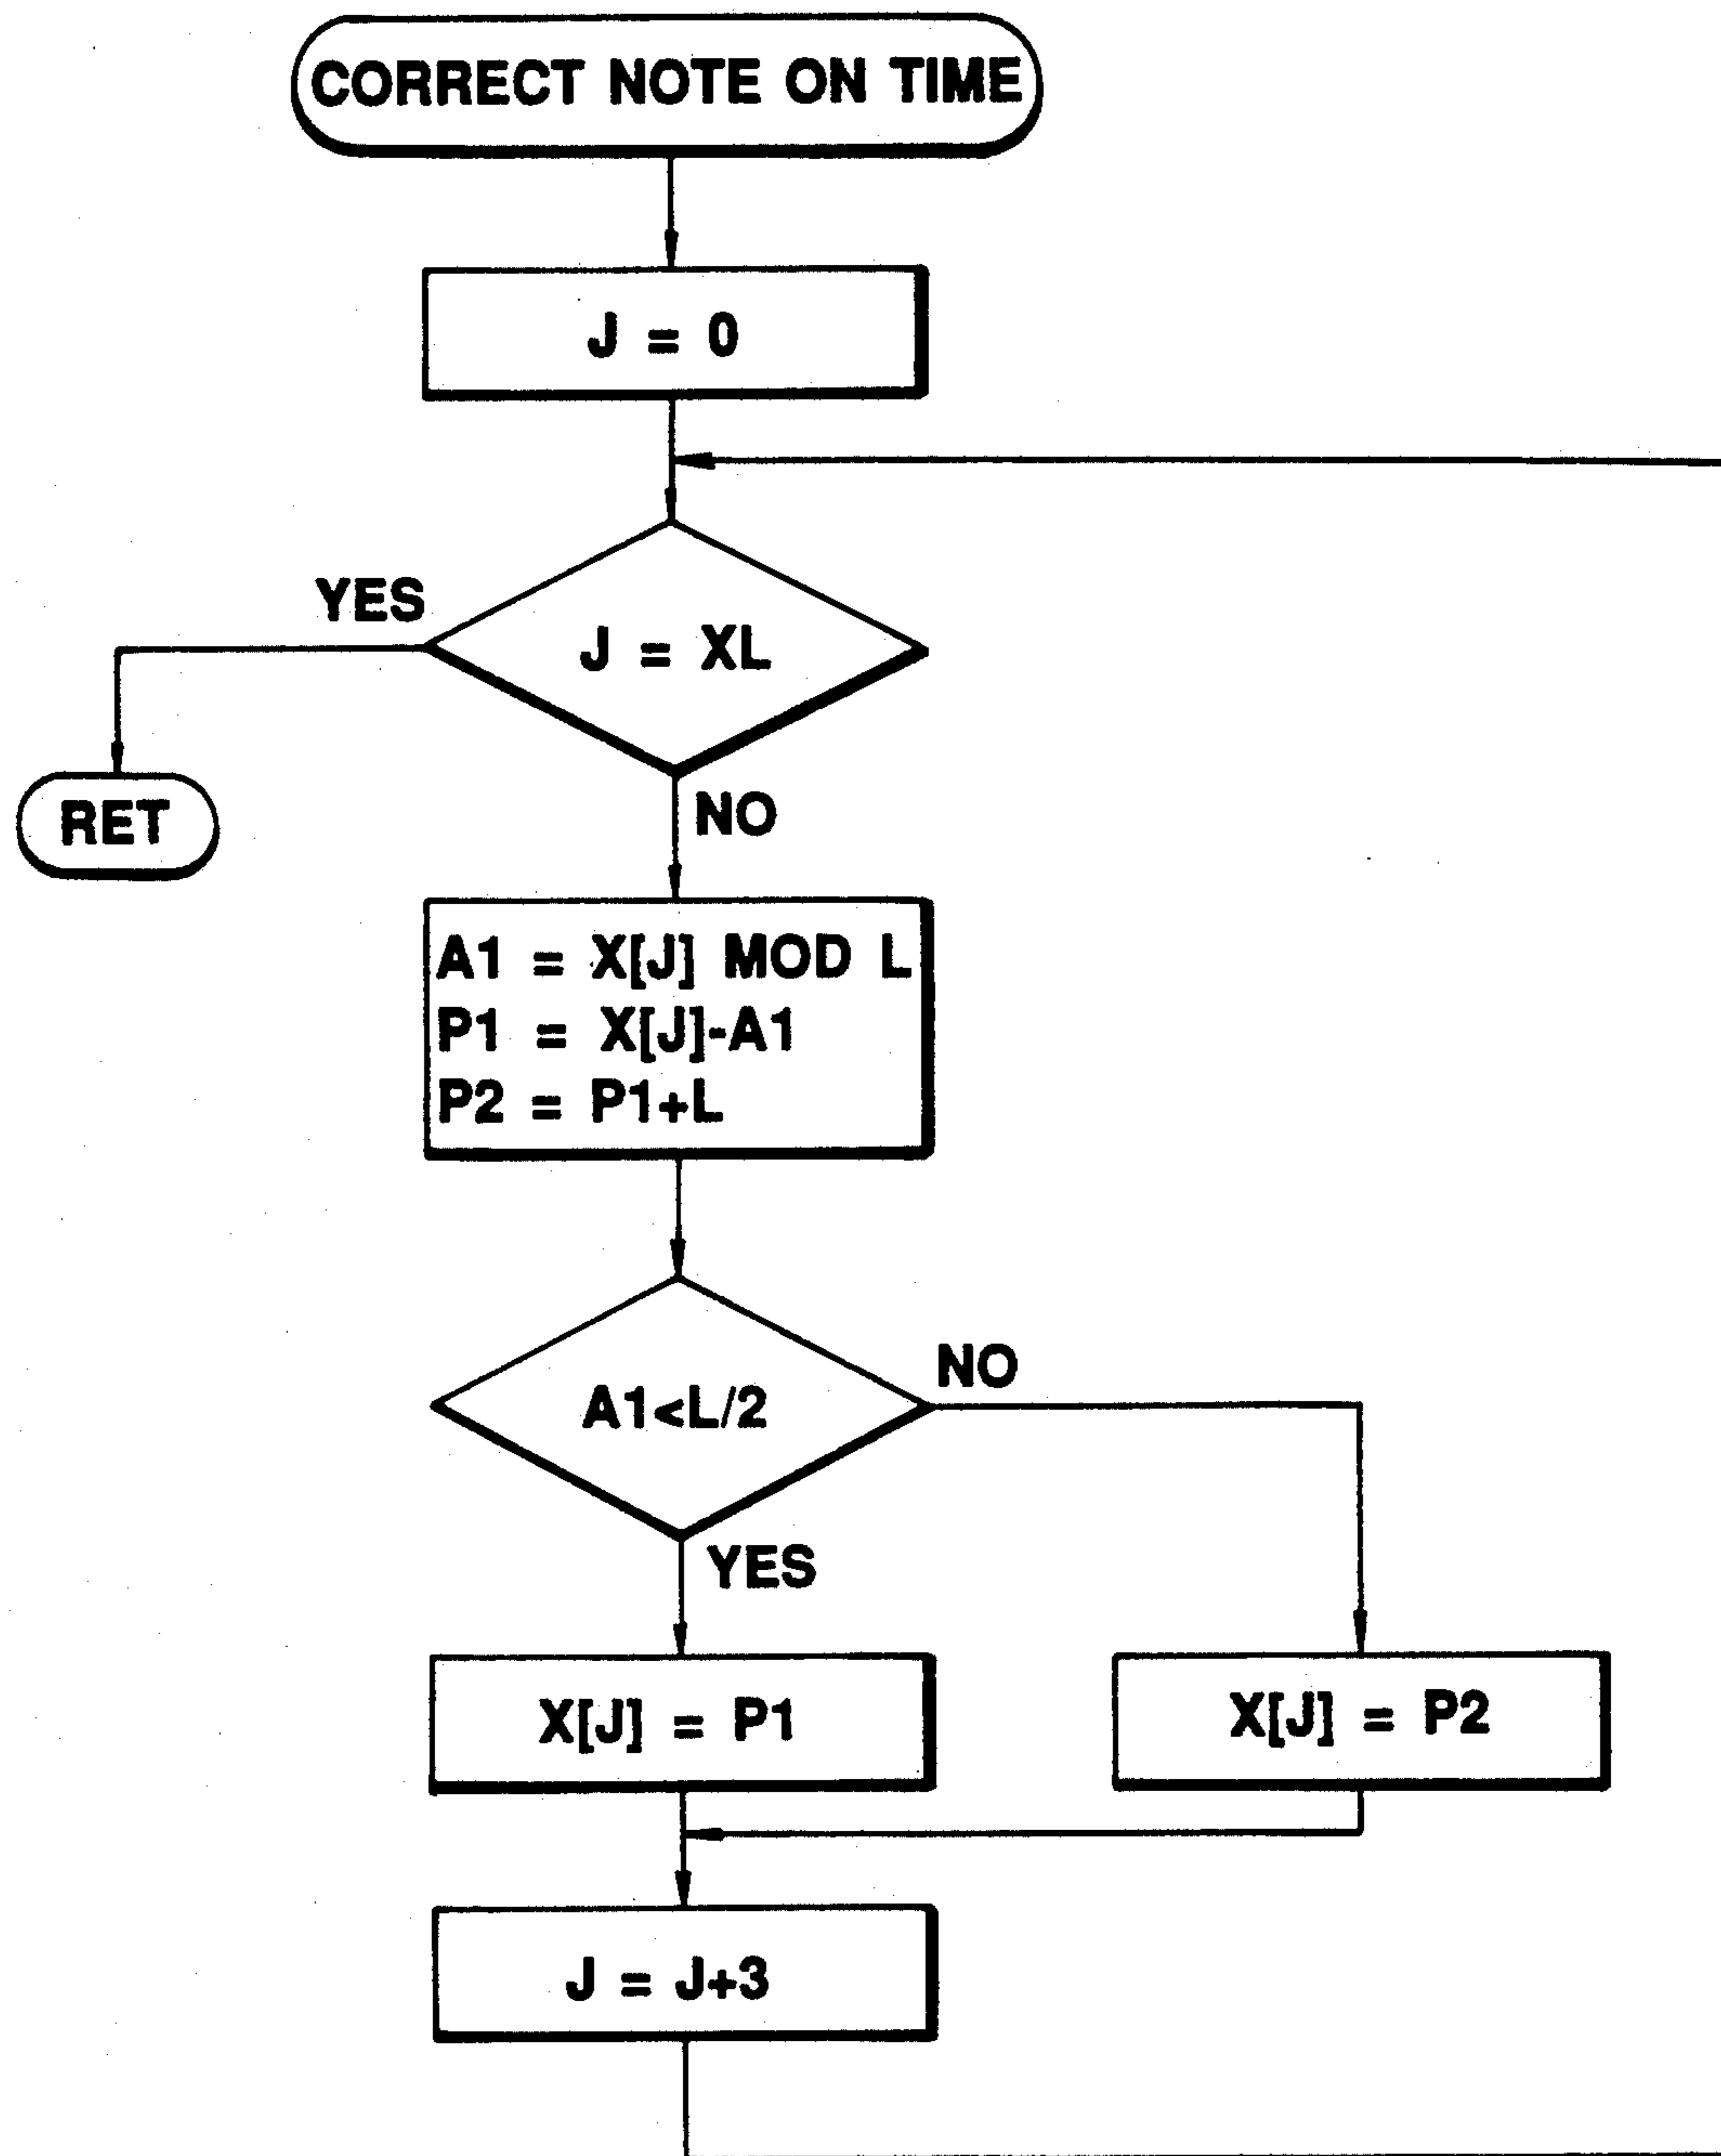 CORRECT NOTE ON TIME
J = 0
YES
J = XL
RET
NO
A1 = X[J] MOD L
P1 = X[J]-A1
P2 = P1+L
NO
A1<L/2
YES
X[J] = P1
X[J] = P2
J = J+3